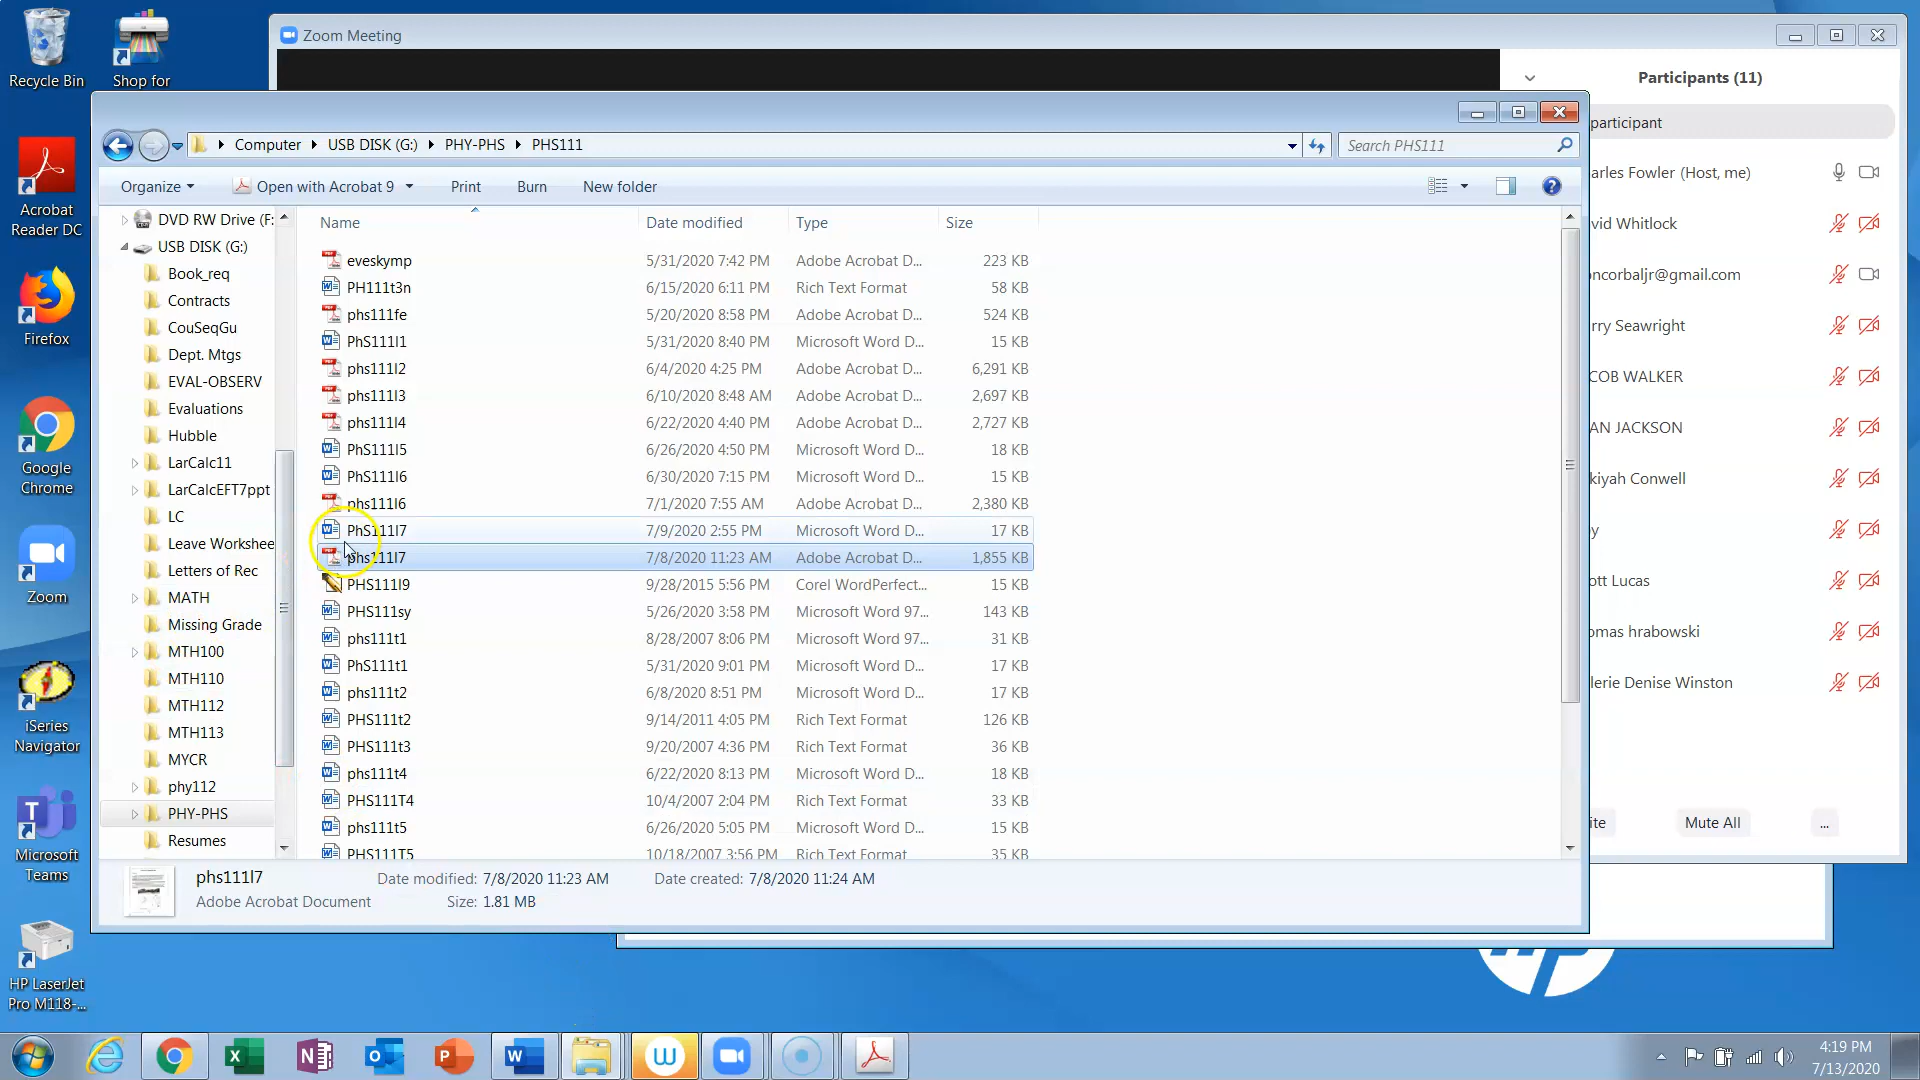 Recycle Bin
Shop for
Acrobat
Reader DC
Firefox
Google
Chrome
Zoom
iSeries
Navigator
Microsoft
Teams
HP LaserJet
Pro M118-...
Zoom Meeting
Participants (11)
participant
arles Fowler (Host, me)
vid Whitlock
oncorbaljr@gmail.com
rry Seawright
COB WALKER
AN JACKSON
kiyah Conwell
y
ott Lucas
omas hrabowski
lerie Denise Winston
ite
Mute All
...
Computer
USB DISK (G:)
PHY-PHS
PHS111
Search PHS111
Organize
Open with Acrobat 9
Print
Burn
New folder
DVD RW Drive (F:
USB DISK (G:)
Book_req
Contracts
CouSeqGu
Dept. Mtgs
EVAL-OBSERV
Evaluations
Hubble
LarCalc11
LarCalcEFT7ppt
LC
Leave Workshee
Letters of Rec
MATH
Missing Grade
MTH100
MTH110
MTH112
MTH113
MYCR
phy112
PHY-PHS
Resumes
Name Date modified Type Size
eveskymp 5/31/2020 7:42 PM Adobe Acrobat D... 223 KB
PH111t3n 6/15/2020 6:11 PM Rich Text Format 58 KB
phs111fe 5/20/2020 8:58 PM Adobe Acrobat D... 524 KB
PhS111l1 5/31/2020 8:40 PM Microsoft Word D... 15 KB
phs111l2 6/4/2020 4:25 PM Adobe Acrobat D... 6,291 KB
phs111l3 6/10/2020 8:48 AM Adobe Acrobat D... 2,697 KB
phs111l4 6/22/2020 4:40 PM Adobe Acrobat D... 2,727 KB
PhS111l5 6/26/2020 4:50 PM Microsoft Word D... 18 KB
PhS111l6 6/30/2020 7:15 PM Microsoft Word D... 15 KB
phs111l6 7/1/2020 7:55 AM Adobe Acrobat D... 2,380 KB
PhS111l7 7/9/2020 2:55 PM Microsoft Word D... 17 KB
phs111l7 7/8/2020 11:23 AM Adobe Acrobat D... 1,855 KB
PHS111l9 9/28/2015 5:56 PM Corel WordPerfect... 15 KB
PHS111sy 5/26/2020 3:58 PM Microsoft Word 97... 143 KB
phs111t1 8/28/2007 8:06 PM Microsoft Word 97... 31 KB
PhS111t1 5/31/2020 9:01 PM Microsoft Word D... 17 KB
phs111t2 6/8/2020 8:51 PM Microsoft Word D... 17 KB
PHS111t2 9/14/2011 4:05 PM Rich Text Format 126 KB
PHS111t3 9/20/2007 4:36 PM Rich Text Format 36 KB
phs111t4 6/22/2020 8:13 PM Microsoft Word D... 18 KB
PHS111T4 10/4/2007 2:04 PM Rich Text Format 33 KB
phs111t5 6/26/2020 5:05 PM Microsoft Word D... 15 KB
PHS111T5 10/18/2007 3:56 PM Rich Text Format 35 KB
phs111l7 Date modified: 7/8/2020 11:23 AM Date created: 7/8/2020 11:24 AM
Adobe Acrobat Document Size: 1.81 MB
4:19 PM
7/13/2020